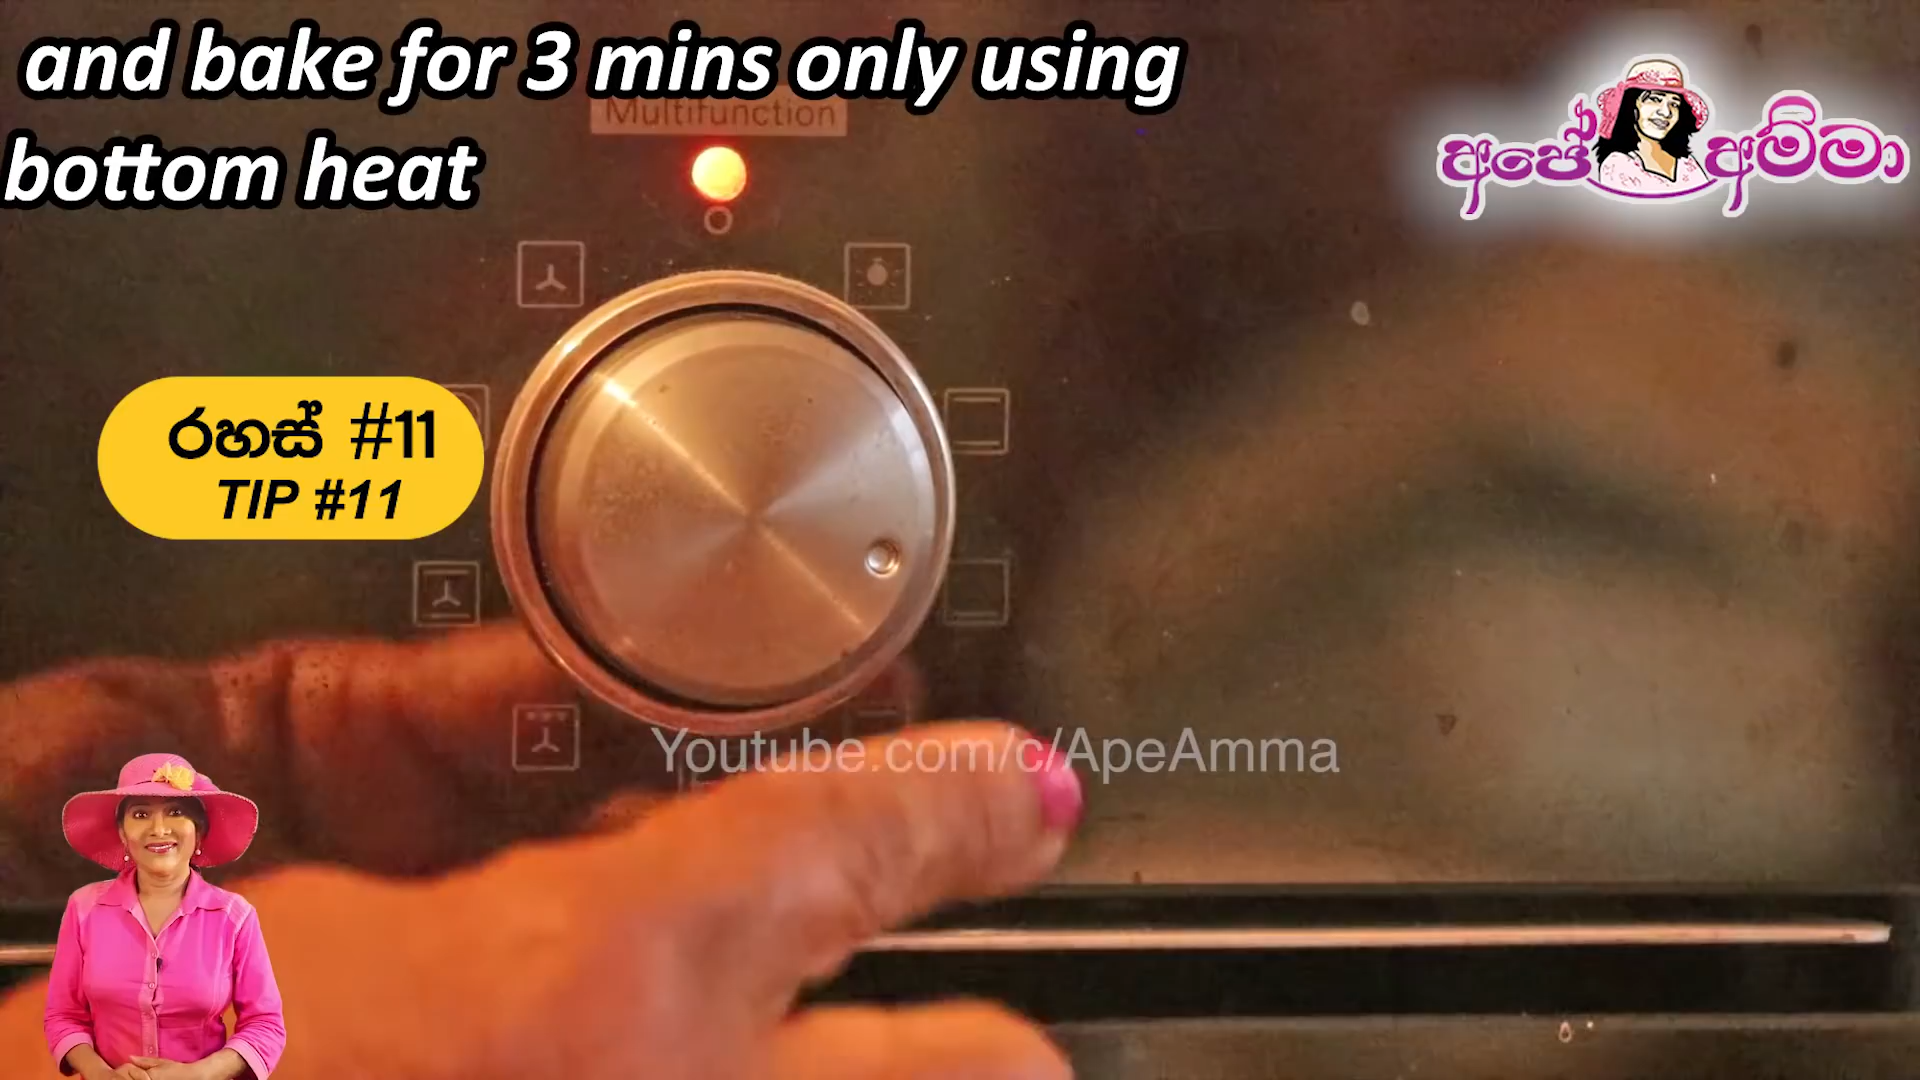 and bake for 3 mins only using
bottom heat
Multifunction
අපේ අම්මා
රහස් #11
TIP #11
Youtube.com/c/ApeAmma